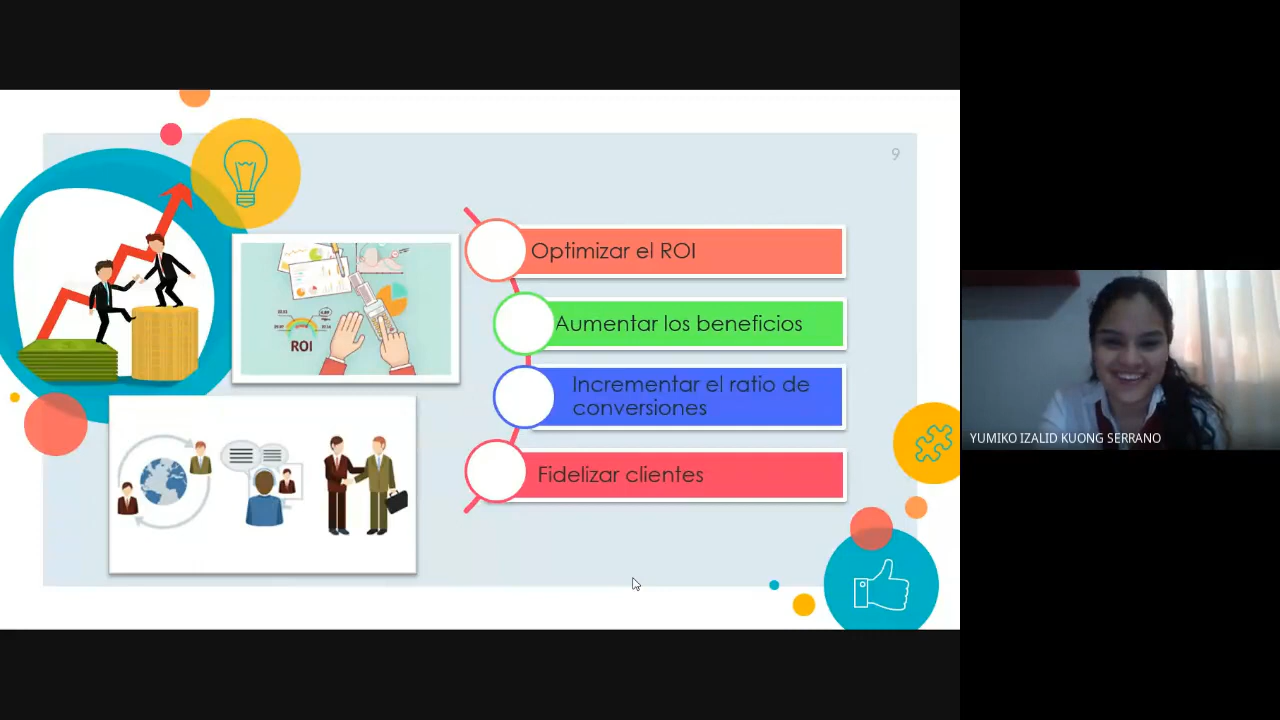 9
Optimizar el ROI
Aumentar los beneficios
Incrementar el ratio de
conversiones
Fidelizar clientes
ROI
YUMIKO IZALID KUONG SERRANO